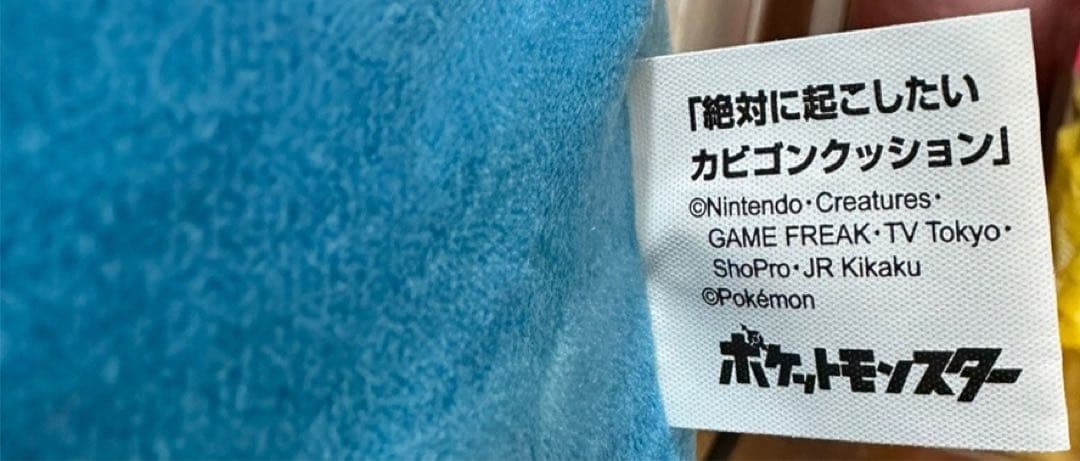 「絶対に起こしたい
カビゴンクッション」
©Nintendo・Creatures・
GAME FREAK・TV Tokyo・
ShoPro・JR Kikaku
©Pokémon
ポケットモンスター